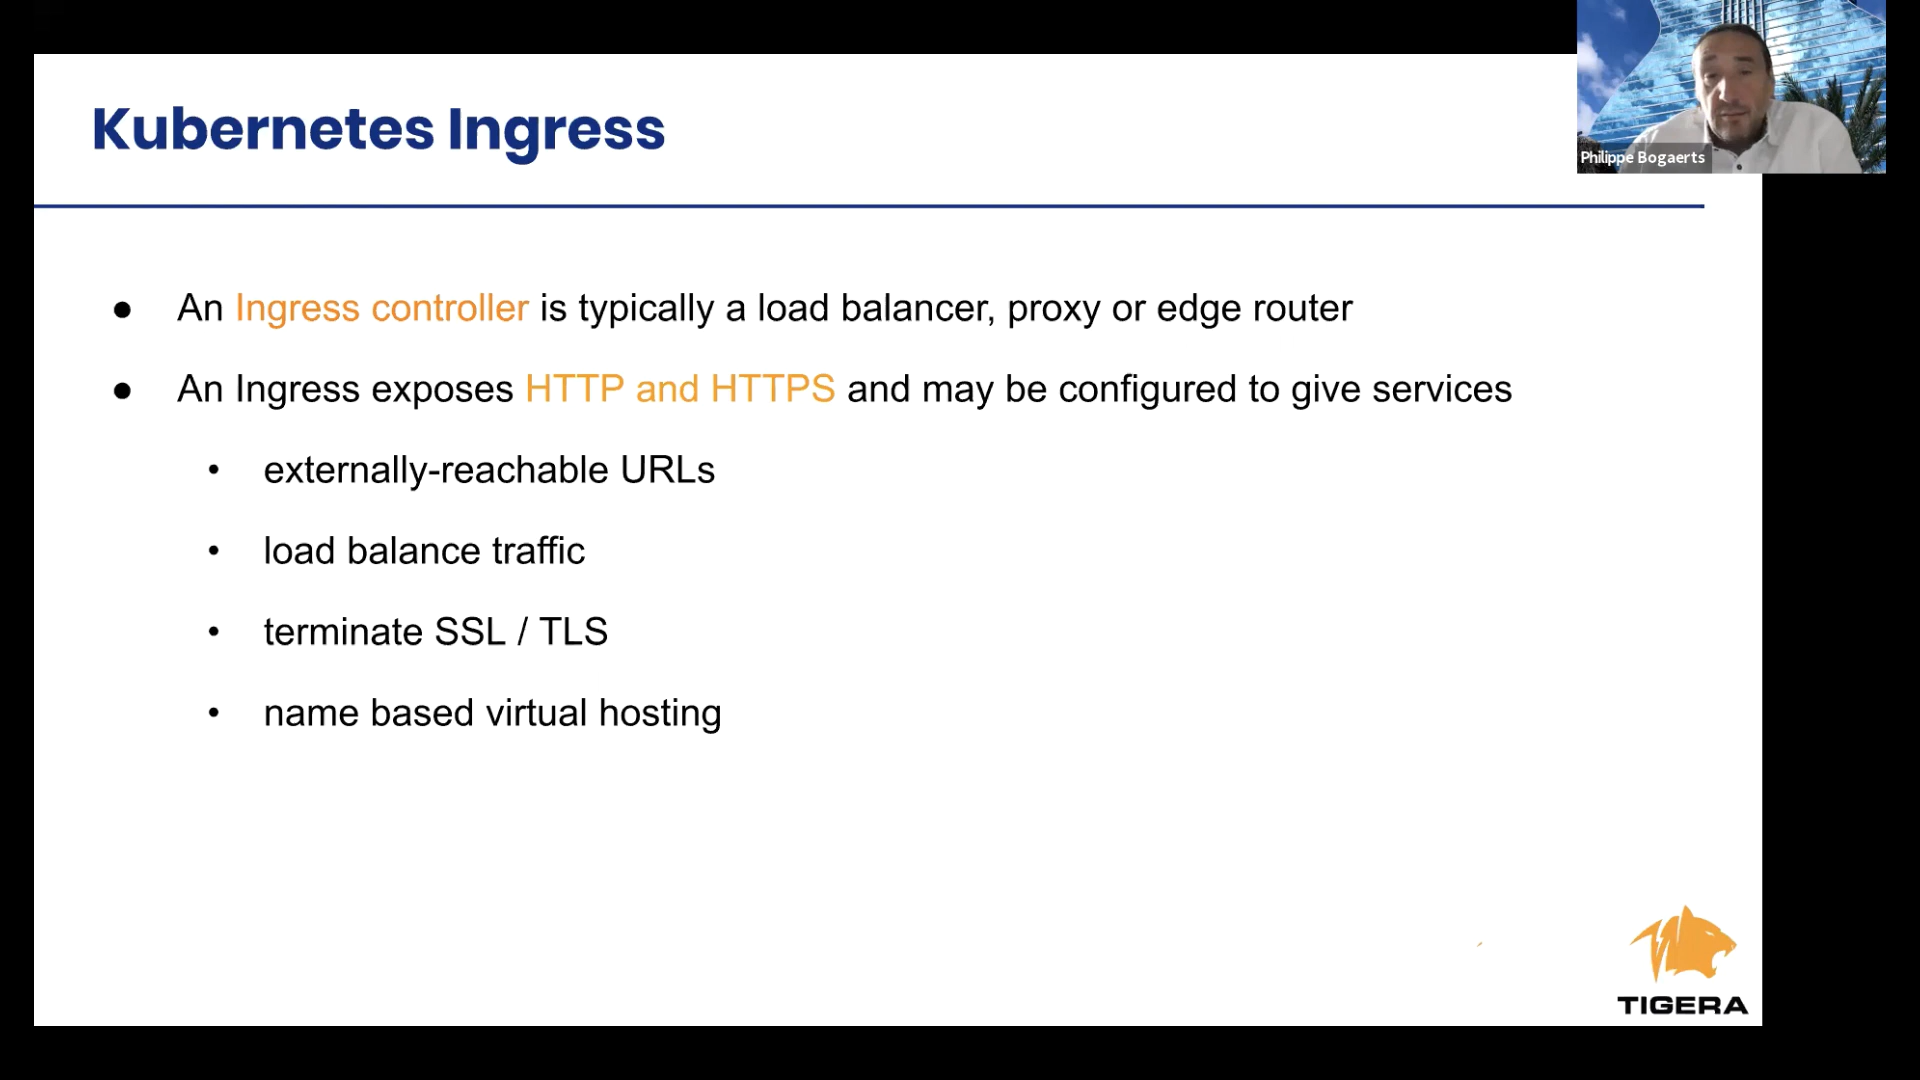 Kubernetes Ingress
Philippe Bogaerts
● An Ingress controller is typically a load balancer, proxy or edge router
● An Ingress exposes HTTP and HTTPS and may be configured to give services
• externally-reachable URLs
• load balance traffic
• terminate SSL / TLS
• name based virtual hosting
TIGERA